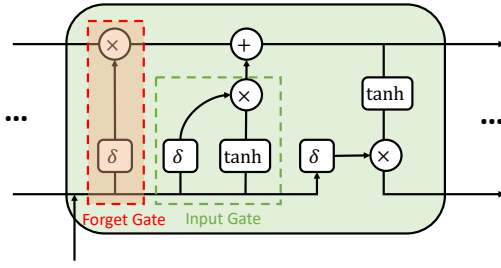 × +
×
tanh
... ...
δ δ tanh δ ×
Forget Gate Input Gate